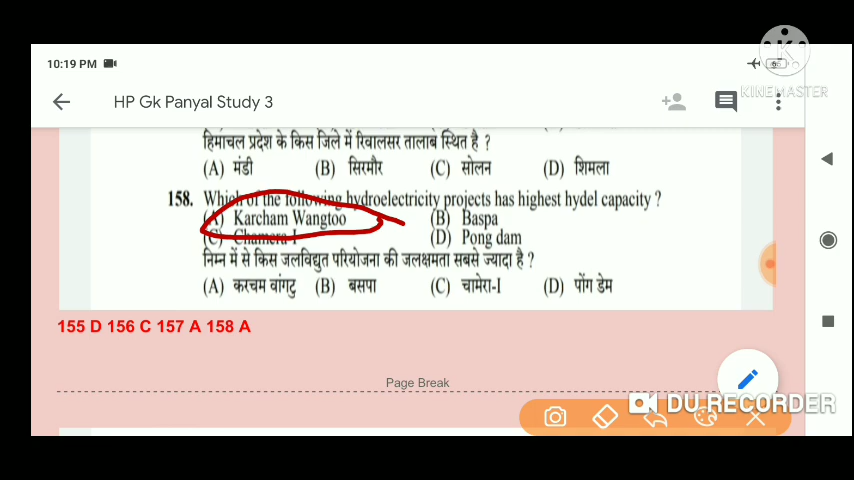 10:19 PM
KINEMASTER
HP Gk Panyal Study 3
हिमाचल प्रदेश के किस जिले में रिवालसर तालाब स्थित है ?
(A) मंडी (B) सिरमौर (C) सोलन (D) शिमला
158. Which of the following hydroelectricity projects has highest hydel capacity ?
(A) Karcham Wangtoo (B) Baspa
(C) Chamera-I (D) Pong dam
निम्न में से किस जलविद्युत परियोजना की जलक्षमता सबसे ज्यादा है ?
(A) करचम वांगटु (B) बसपा (C) चामेरा-I (D) पोंग डेम
155 D 156 C 157 A 158 A
Page Break
DU RECORDER